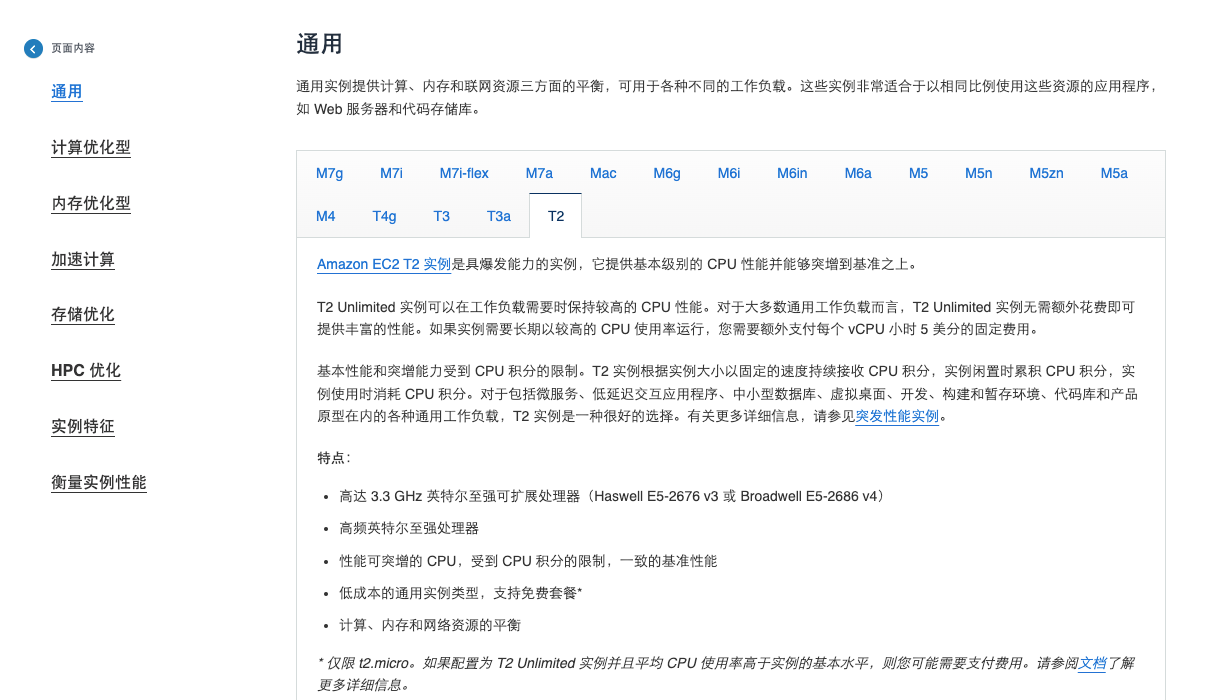 页面内容
通用
计算优化型
内存优化型
加速计算
存储优化
HPC 优化
实例特征
衡量实例性能
通用
通用实例提供计算、内存和联网资源三方面的平衡，可用于各种不同的工作负载。这些实例非常适合于以相同比例使用这些资源的应用程序，
如 Web 服务器和代码存储库。
M7g M7i M7i-flex M7a Mac M6g M6i M6in M6a M5 M5n M5zn M5a
M4 T4g T3 T3a T2
Amazon EC2 T2 实例是具爆发能力的实例，它提供基本级别的 CPU 性能并能够突增到基准之上。
T2 Unlimited 实例可以在工作负载需要时保持较高的 CPU 性能。对于大多数通用工作负载而言，T2 Unlimited 实例无需额外花费即可
提供丰富的性能。如果实例需要长期以较高的 CPU 使用率运行，您需要额外支付每个 vCPU 小时 5 美分的固定费用。
基本性能和突增能力受到 CPU 积分的限制。T2 实例根据实例大小以固定的速度持续接收 CPU 积分，实例闲置时累积 CPU 积分，实
例使用时消耗 CPU 积分。对于包括微服务、低延迟交互应用程序、中小型数据库、虚拟桌面、开发、构建和暂存环境、代码库和产品
原型在内的各种通用工作负载，T2 实例是一种很好的选择。有关更多详细信息，请参见突发性能实例。
特点：
• 高达 3.3 GHz 英特尔至强可扩展处理器（Haswell E5-2676 v3 或 Broadwell E5-2686 v4）
• 高频英特尔至强处理器
• 性能可突增的 CPU，受到 CPU 积分的限制，一致的基准性能
• 低成本的通用实例类型，支持免费套餐*
• 计算、内存和网络资源的平衡
* 仅限 t2.micro。如果配置为 T2 Unlimited 实例并且平均 CPU 使用率高于实例的基本水平，则您可能需要支付费用。请参阅文档了解
更多详细信息。